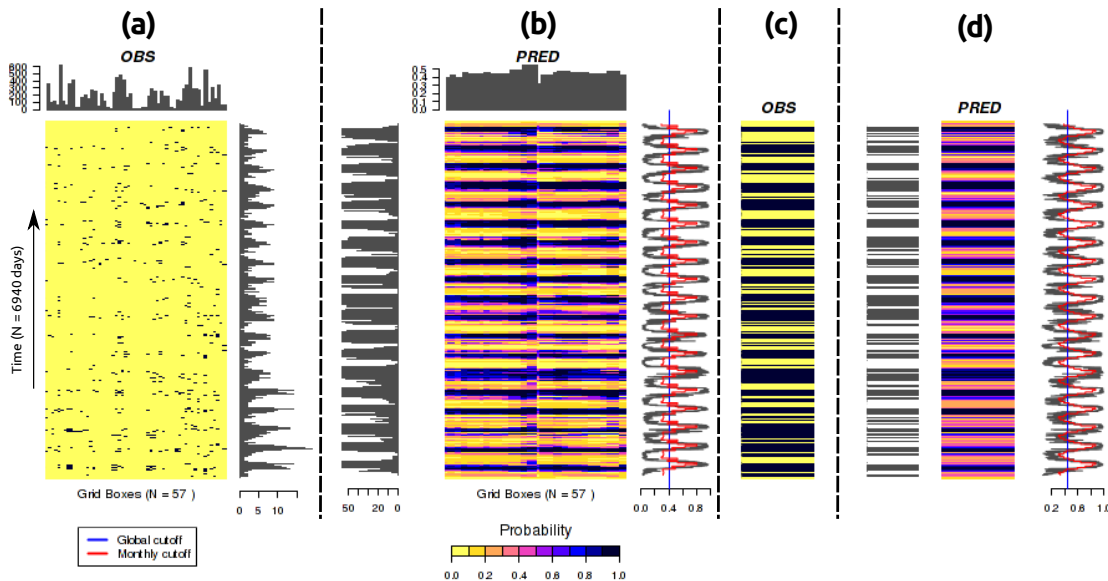 (a)
(b)
(c)
(d)
OBS
PRED
OBS
PRED
600
500
400
300
200
100
0
0.5
0.4
0.3
0.2
0.1
0.0
Time (N = 6940 days)
Grid Boxes (N = 57)
Grid Boxes (N = 57)
0 5 10
50 30 0
0.0 0.4 1.0
0.2 0.6 1.0
Global cutoff
Monthly cutoff
Probability
0.0 0.2 0.4 0.6 0.8 1.0